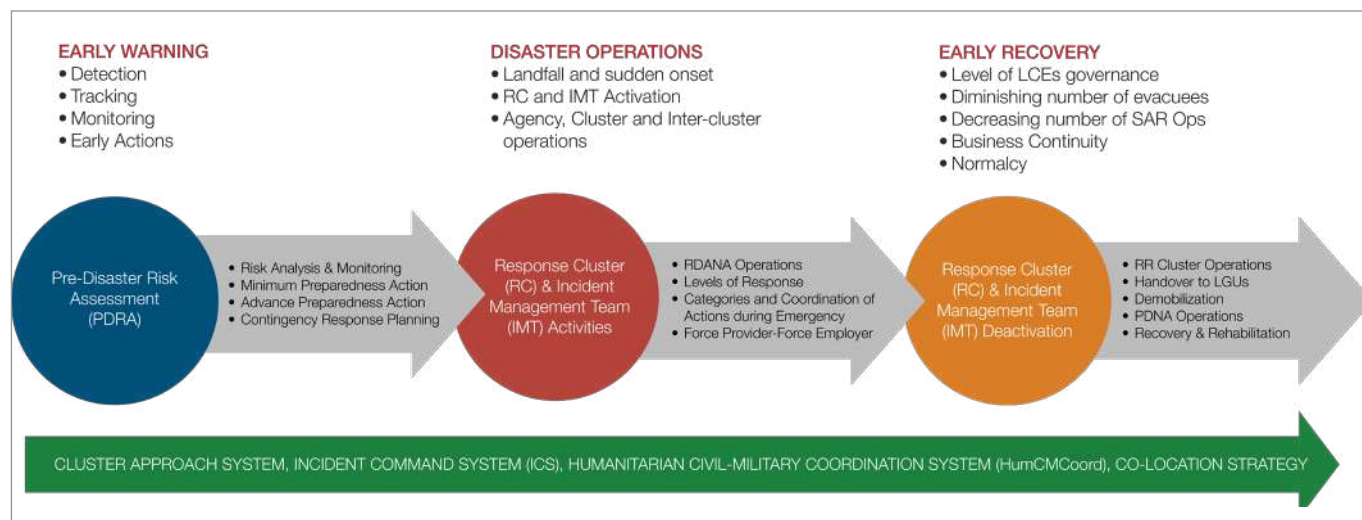 EARLY WARNING
• Detection
• Tracking
• Monitoring
• Early Actions
DISASTER OPERATIONS
• Landfall and sudden onset
• RC and IMT Activation
• Agency, Cluster and Inter-cluster
operations
EARLY RECOVERY
• Level of LCEs governance
• Diminishing number of evacuees
• Decreasing number of SAR Ops
• Business Continuity
• Normalcy
Pre-Disaster Risk
Assessment
(PDRA)
• Risk Analysis & Monitoring
• Minimum Preparedness Action
• Advance Preparedness Action
• Contingency Response Planning
Response Cluster
(RC) & Incident
Management Team
(IMT) Activities
• RDANA Operations
• Levels of Response
• Categories and Coordination of
Actions during Emergency
• Force Provider-Force Employer
Response Cluster
(RC) & Incident
Management Team
(IMT) Deactivation
• RR Cluster Operations
• Handover to LGUs
• Demobilization
• PDNA Operations
• Recovery & Rehabilitation
CLUSTER APPROACH SYSTEM, INCIDENT COMMAND SYSTEM (ICS), HUMANITARIAN CIVIL-MILITARY COORDINATION SYSTEM (HumCMCoord), CO-LOCATION STRATEGY